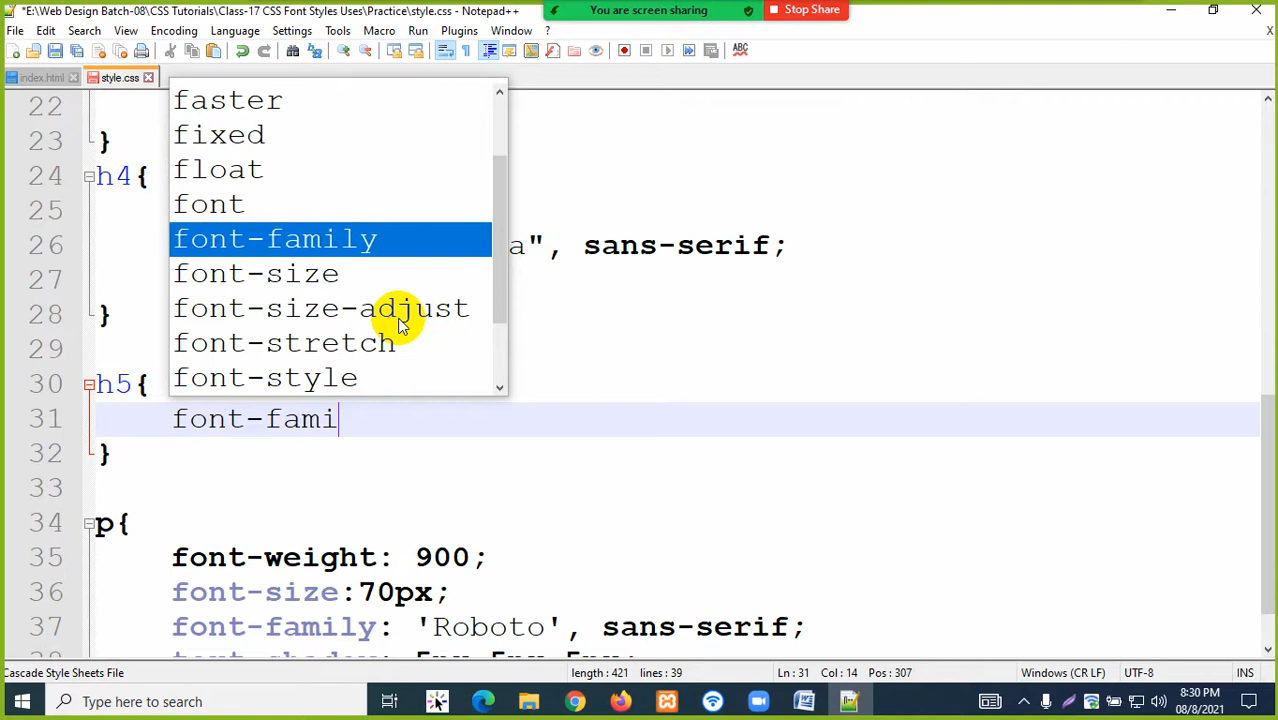 *E:\Web Design Batch-08\CSS Tutorials\Class-17 CSS Font Styles Uses\Practice\style.css - Notepad++
You are screen sharing
Stop Share
File Edit Search View Encoding Language Settings Tools Macro Run Plugins Window ?
X
ABC
index.html style.css
faster
fixed
float
font
font-family
font-size
font-size-adjust
font-stretch
font-style
22
23 }
24 h4{
25
26 a", sans-serif;
27
28 }
29
30 h5{
31 font-fami
32 }
33
34 p{
35 font-weight: 900;
36 font-size:70px;
37 font-family: 'Roboto', sans-serif;
Cascade Style Sheets File length : 421 lines : 39 Ln : 31 Col : 14 Pos : 307 Windows (CR LF) UTF-8 INS
Type here to search
8:30 PM
08/8/2021